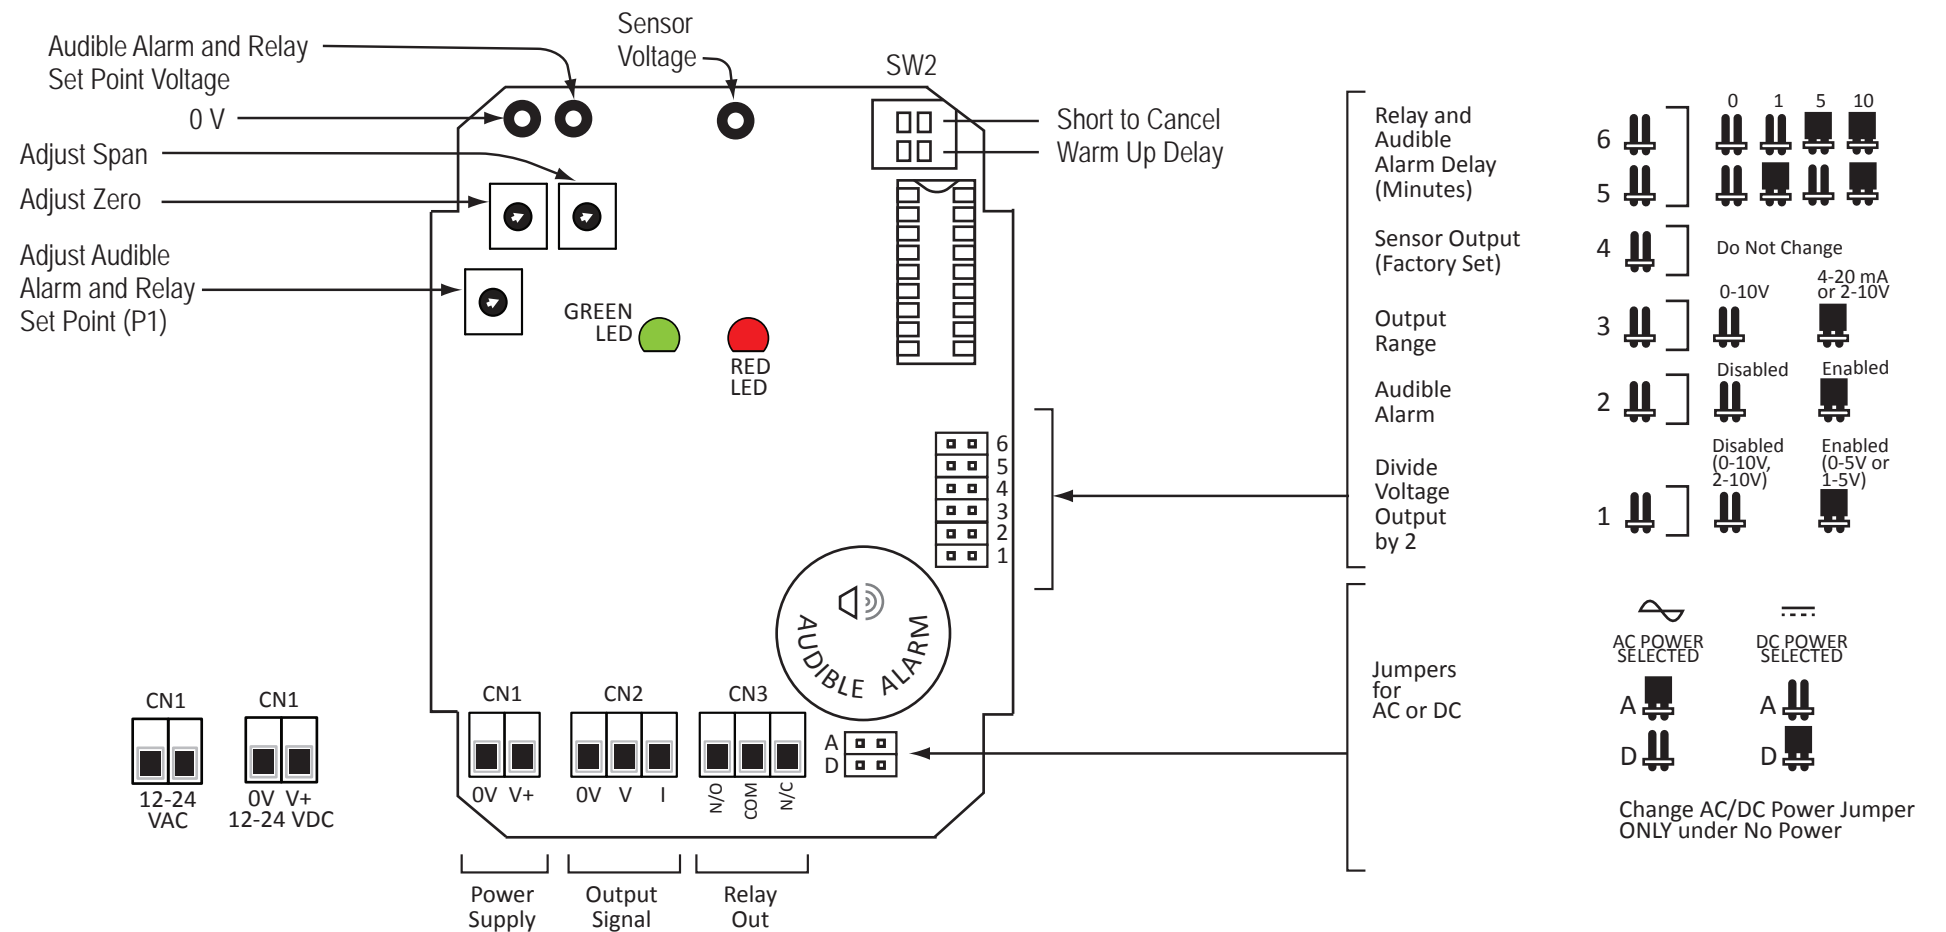 Audible Alarm and Relay
Set Point Voltage
0 V
Adjust Span
Adjust Zero
Adjust Audible
Alarm and Relay
Set Point (P1)
Sensor
Voltage
SW2
Short to Cancel
Warm Up Delay
GREEN
LED
RED
LED
6
5
4
3
2
1
AUDIBLE ALARM
CN1
12-24
VAC
CN1
0V V+
12-24 VDC
CN1
0V V+
CN2
0V V I
CN3
N/O
COM
N/C
A
D
Power
Supply
Output
Signal
Relay
Out
Relay and
Audible
Alarm Delay
(Minutes)
6
5
0 1 5 10
Sensor Output
(Factory Set)
4
Do Not Change
Output
Range
3
0-10V
4-20 mA
or 2-10V
Audible
Alarm
2
Disabled
Enabled
Divide
Voltage
Output
by 2
1
Disabled
(0-10V,
2-10V)
Enabled
(0-5V or
1-5V)
Jumpers
for
AC or DC
AC POWER
SELECTED
A
D
DC POWER
SELECTED
A
D
Change AC/DC Power Jumper
ONLY under No Power